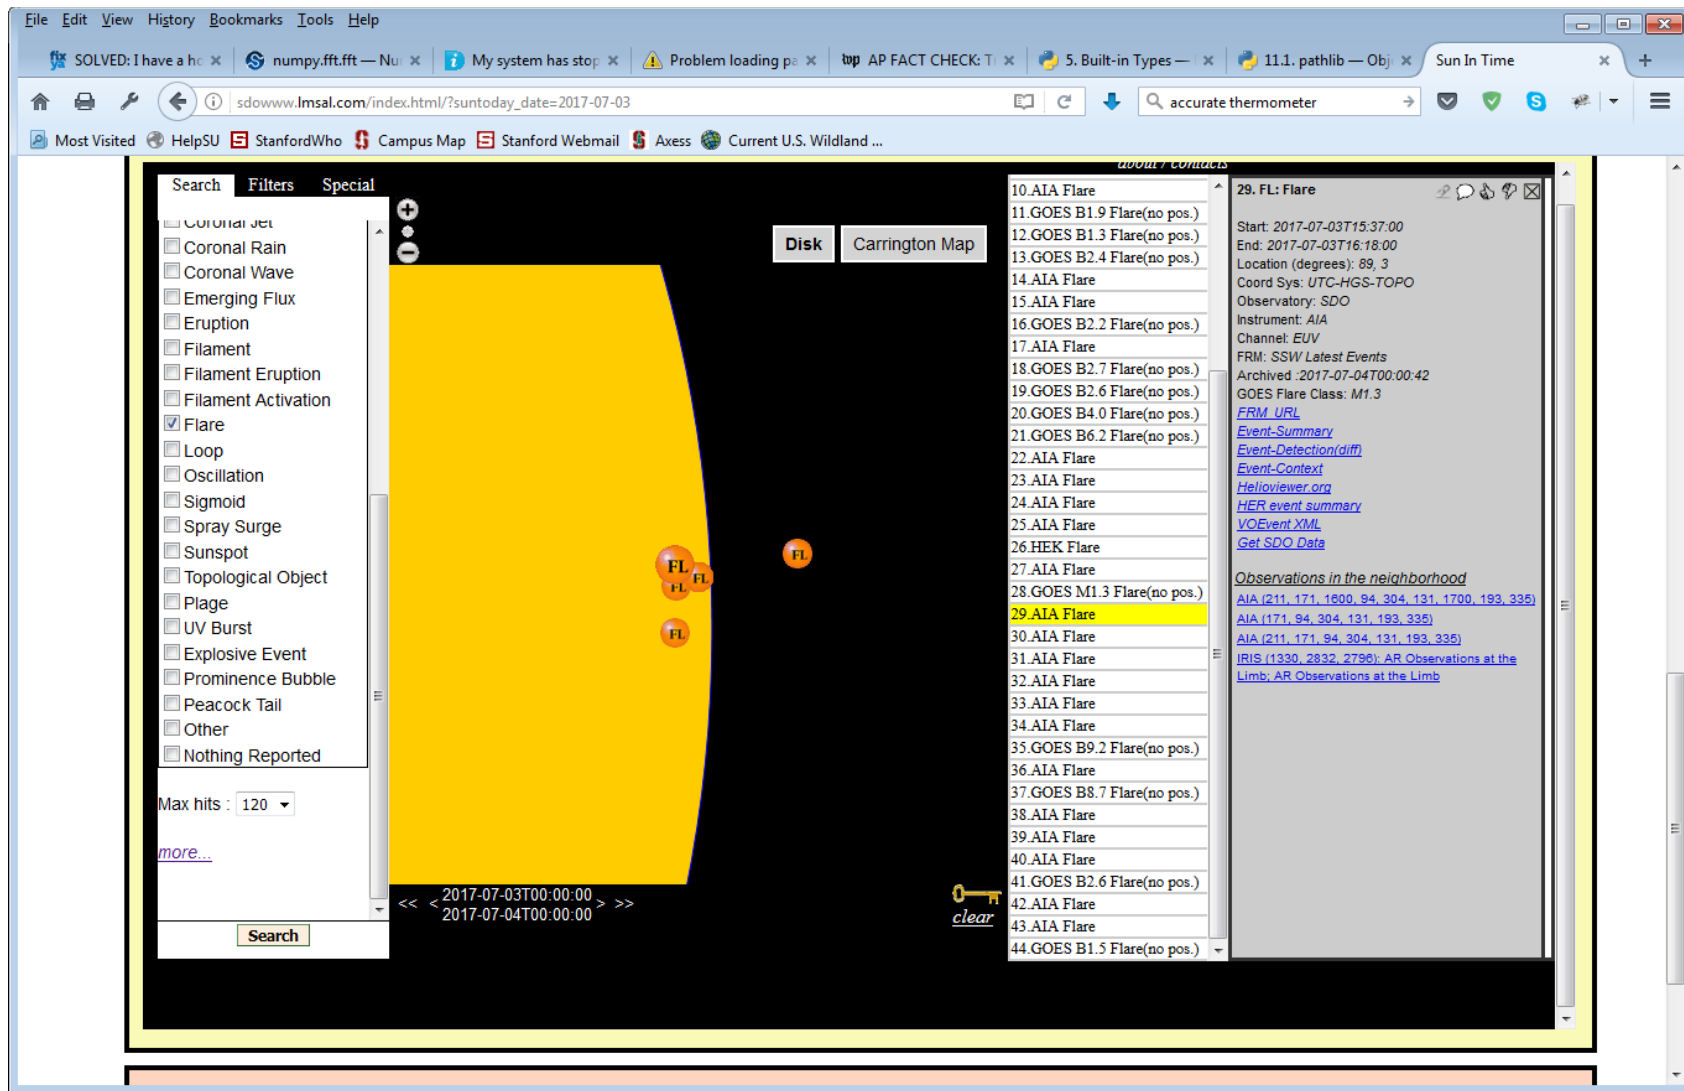 File Edit View History Bookmarks Tools Help
SOLVED: I have a ho
numpy.fft.fft — Nu
My system has stop
Problem loading pa
AP FACT CHECK: T
5. Built-in Types —
11.1. pathlib — Obj
Sun In Time
sdowww.lmsal.com/index.html/?suntoday_date=2017-07-03
accurate thermometer
Most Visited HelpSU StanfordWho Campus Map Stanford Webmail Axess Current U.S. Wildland ...
about / contacts
Search Filters Special
Coronal Jet
Coronal Rain
Coronal Wave
Emerging Flux
Eruption
Filament
Filament Eruption
Filament Activation
Flare
Loop
Oscillation
Sigmoid
Spray Surge
Sunspot
Topological Object
Plage
UV Burst
Explosive Event
Prominence Bubble
Peacock Tail
Other
Nothing Reported
Max hits : 120
more...
Search
Disk
Carrington Map
FL
FL
FL
FL
FL
<< < 2017-07-03T00:00:00 > >>
2017-07-04T00:00:00
clear
10.AIA Flare
11.GOES B1.9 Flare(no pos.)
12.GOES B1.3 Flare(no pos.)
13.GOES B2.4 Flare(no pos.)
14.AIA Flare
15.AIA Flare
16.GOES B2.2 Flare(no pos.)
17.AIA Flare
18.GOES B2.7 Flare(no pos.)
19.GOES B2.6 Flare(no pos.)
20.GOES B4.0 Flare(no pos.)
21.GOES B6.2 Flare(no pos.)
22.AIA Flare
23.AIA Flare
24.AIA Flare
25.AIA Flare
26.HEK Flare
27.AIA Flare
28.GOES M1.3 Flare(no pos.)
29.AIA Flare
30.AIA Flare
31.AIA Flare
32.AIA Flare
33.AIA Flare
34.AIA Flare
35.GOES B9.2 Flare(no pos.)
36.AIA Flare
37.GOES B8.7 Flare(no pos.)
38.AIA Flare
39.AIA Flare
40.AIA Flare
41.GOES B2.6 Flare(no pos.)
42.AIA Flare
43.AIA Flare
44.GOES B1.5 Flare(no pos.)
29. FL: Flare
Start: 2017-07-03T15:37:00
End: 2017-07-03T16:18:00
Location (degrees): 89, 3
Coord Sys: UTC-HGS-TOPO
Observatory: SDO
Instrument: AIA
Channel: EUV
FRM: SSW Latest Events
Archived :2017-07-04T00:00:42
GOES Flare Class: M1.3
FRM_URL
Event-Summary
Event-Detection(diff)
Event-Context
Helioviewer.org
HER event summary
VOEvent XML
Get SDO Data
Observations in the neighborhood
AIA (211, 171, 1600, 94, 304, 131, 1700, 193, 335)
AIA (171, 94, 304, 131, 193, 335)
AIA (211, 171, 94, 304, 131, 193, 335)
IRIS (1330, 2832, 2796): AR Observations at the
Limb; AR Observations at the Limb